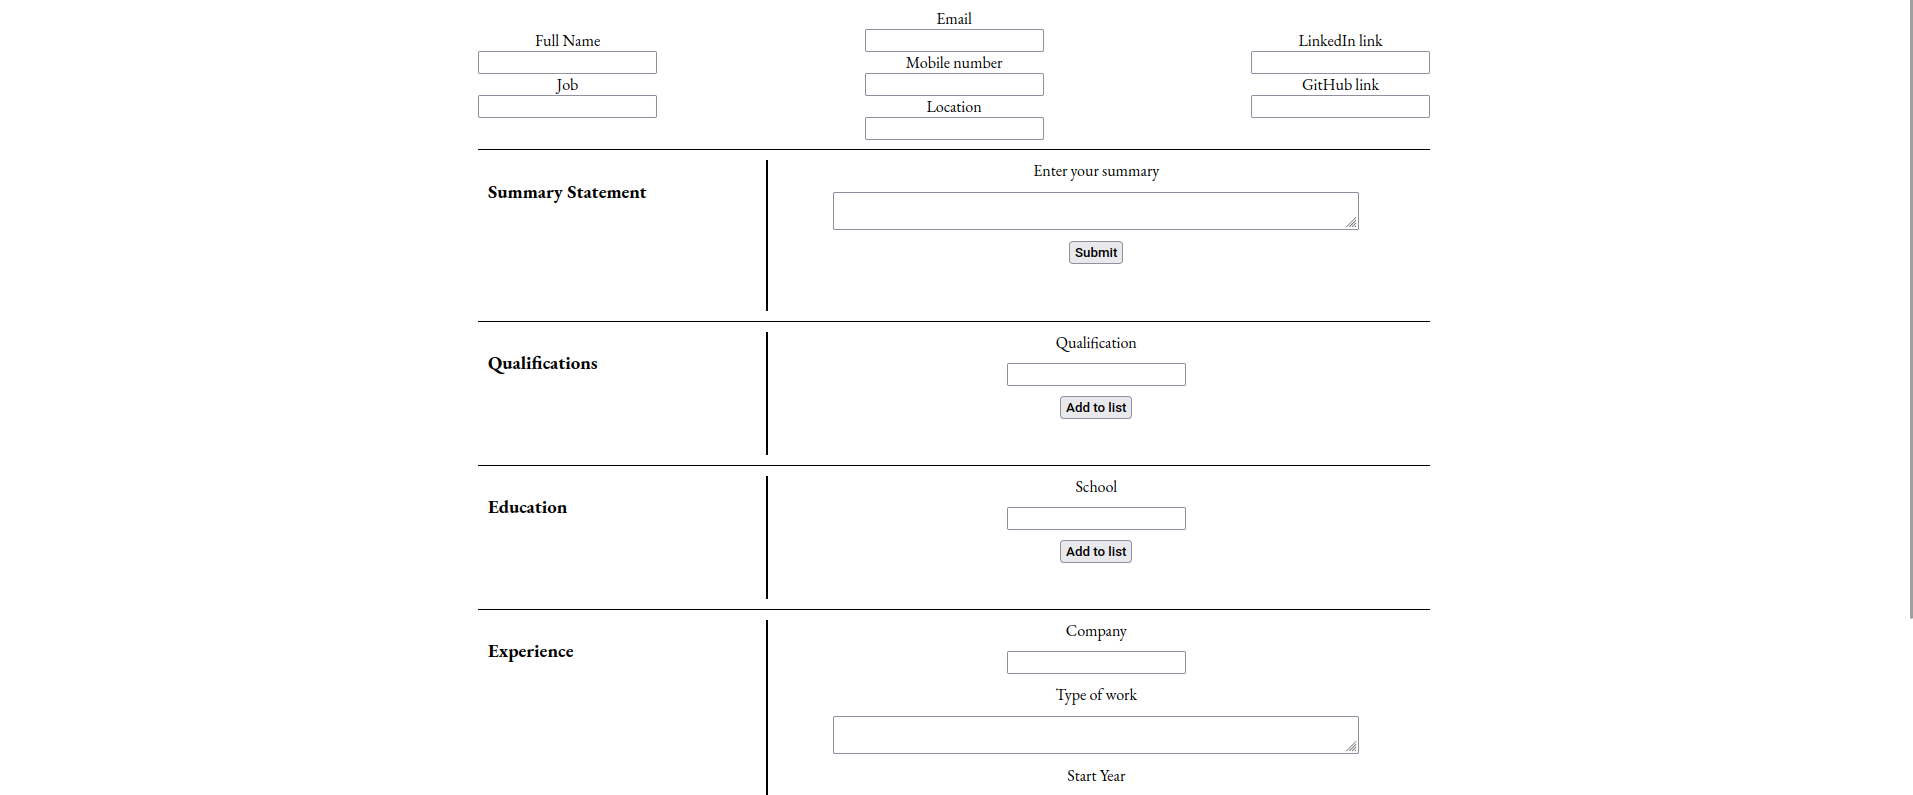 Full Name
Job
Email
Mobile number
Location
LinkedIn link
GitHub link
Summary Statement
Enter your summary
Submit
Qualifications
Qualification
Add to list
Education
School
Add to list
Experience
Company
Type of work
Start Year